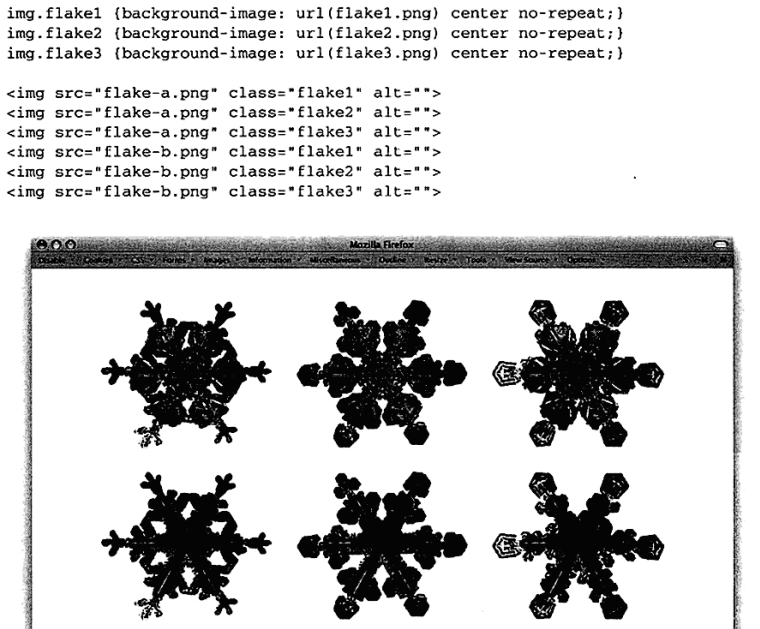 img.flake1 {background-image: url(flake1.png) center no-repeat;}
img.flake2 {background-image: url(flake2.png) center no-repeat;}
img.flake3 {background-image: url(flake3.png) center no-repeat;}
<img src="flake-a.png" class="flake1" alt="">
<img src="flake-a.png" class="flake2" alt="">
<img src="flake-a.png" class="flake3" alt="">
<img src="flake-b.png" class="flake1" alt="">
<img src="flake-b.png" class="flake2" alt="">
<img src="flake-b.png" class="flake3" alt="">
Mozilla Firefox
Disable Cookies CSS Forms Images Information Miscellaneous Outline Resize Tools View Source Options